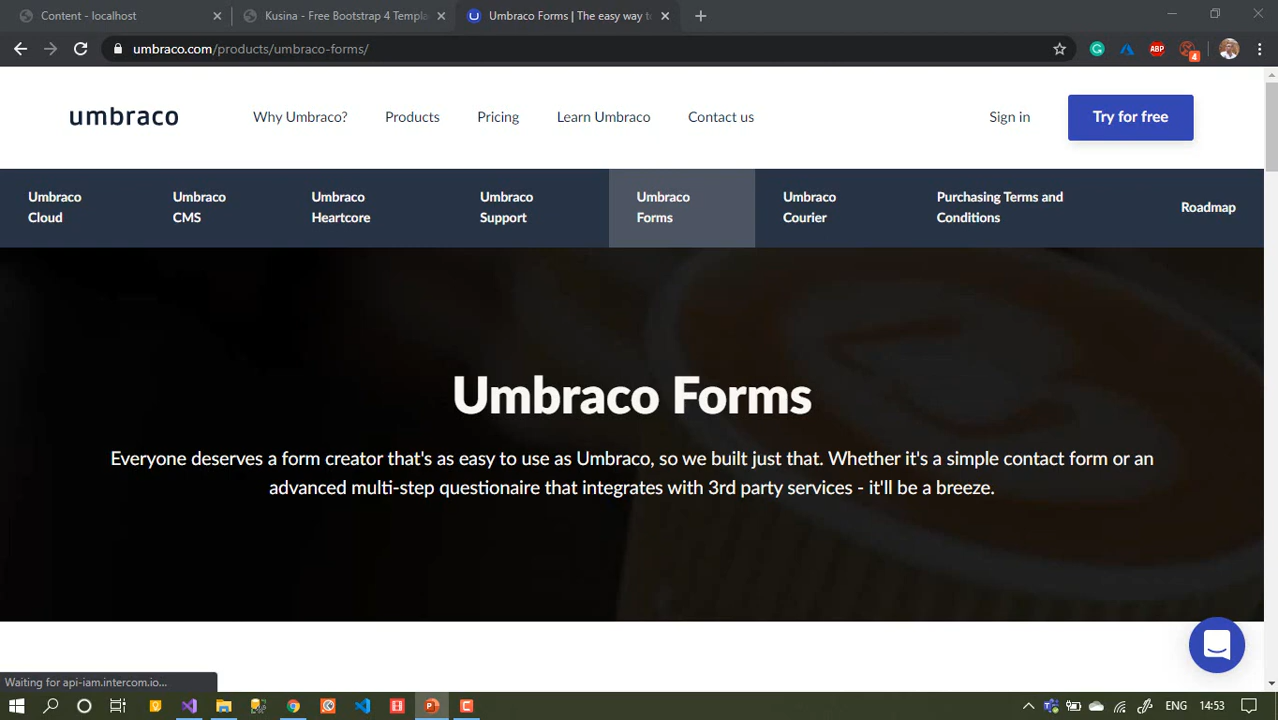 Content - localhost
Kusina - Free Bootstrap 4 Templa
Umbraco Forms | The easy way to
umbraco.com/products/umbraco-forms/
ABP
4
umbraco
Why Umbraco?
Products
Pricing
Learn Umbraco
Contact us
Sign in
Try for free
Umbraco
Cloud
Umbraco
CMS
Umbraco
Heartcore
Umbraco
Support
Umbraco
Forms
Umbraco
Courier
Purchasing Terms and
Conditions
Roadmap
Umbraco Forms
Everyone deserves a form creator that's as easy to use as Umbraco, so we built just that. Whether it's a simple contact form or an
advanced multi-step questionaire that integrates with 3rd party services - it'll be a breeze.
Waiting for api-iam.intercom.io...
ENG
14:53